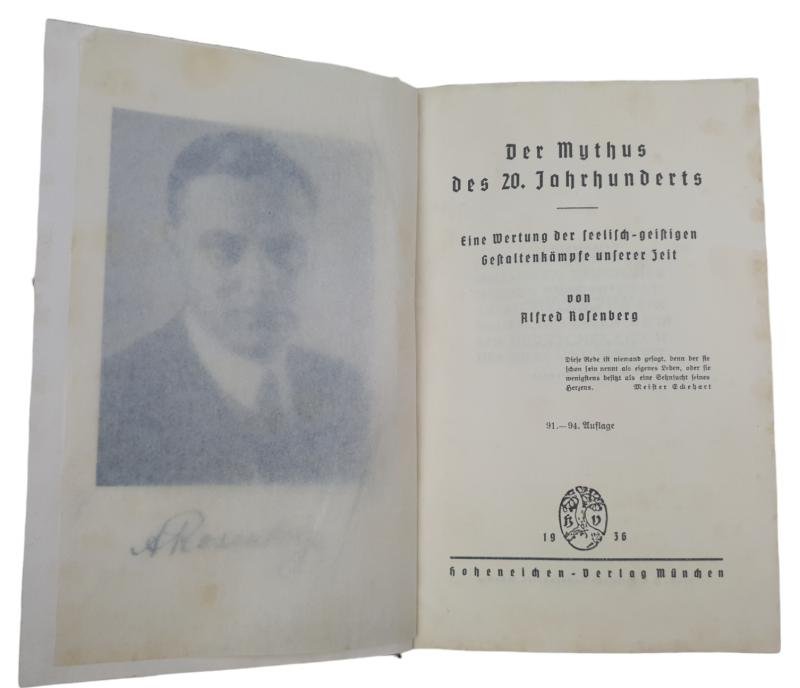 A Rosenberg
Der Mythus
des 20. Jahrhunderts
Eine Wertung der seelisch-geistigen
Gestaltenkämpfe unserer Zeit
von
Alfred Rosenberg
Diese Rede ist niemand gesagt, denn der sie
schon sein nennt als eigenes Leben, oder sie
wenigstens besitzt als eine Sehnsucht seines
Herzens. Meister Eckehart
91.—94. Auflage
H V
19 36
Hoheneichen-Verlag München